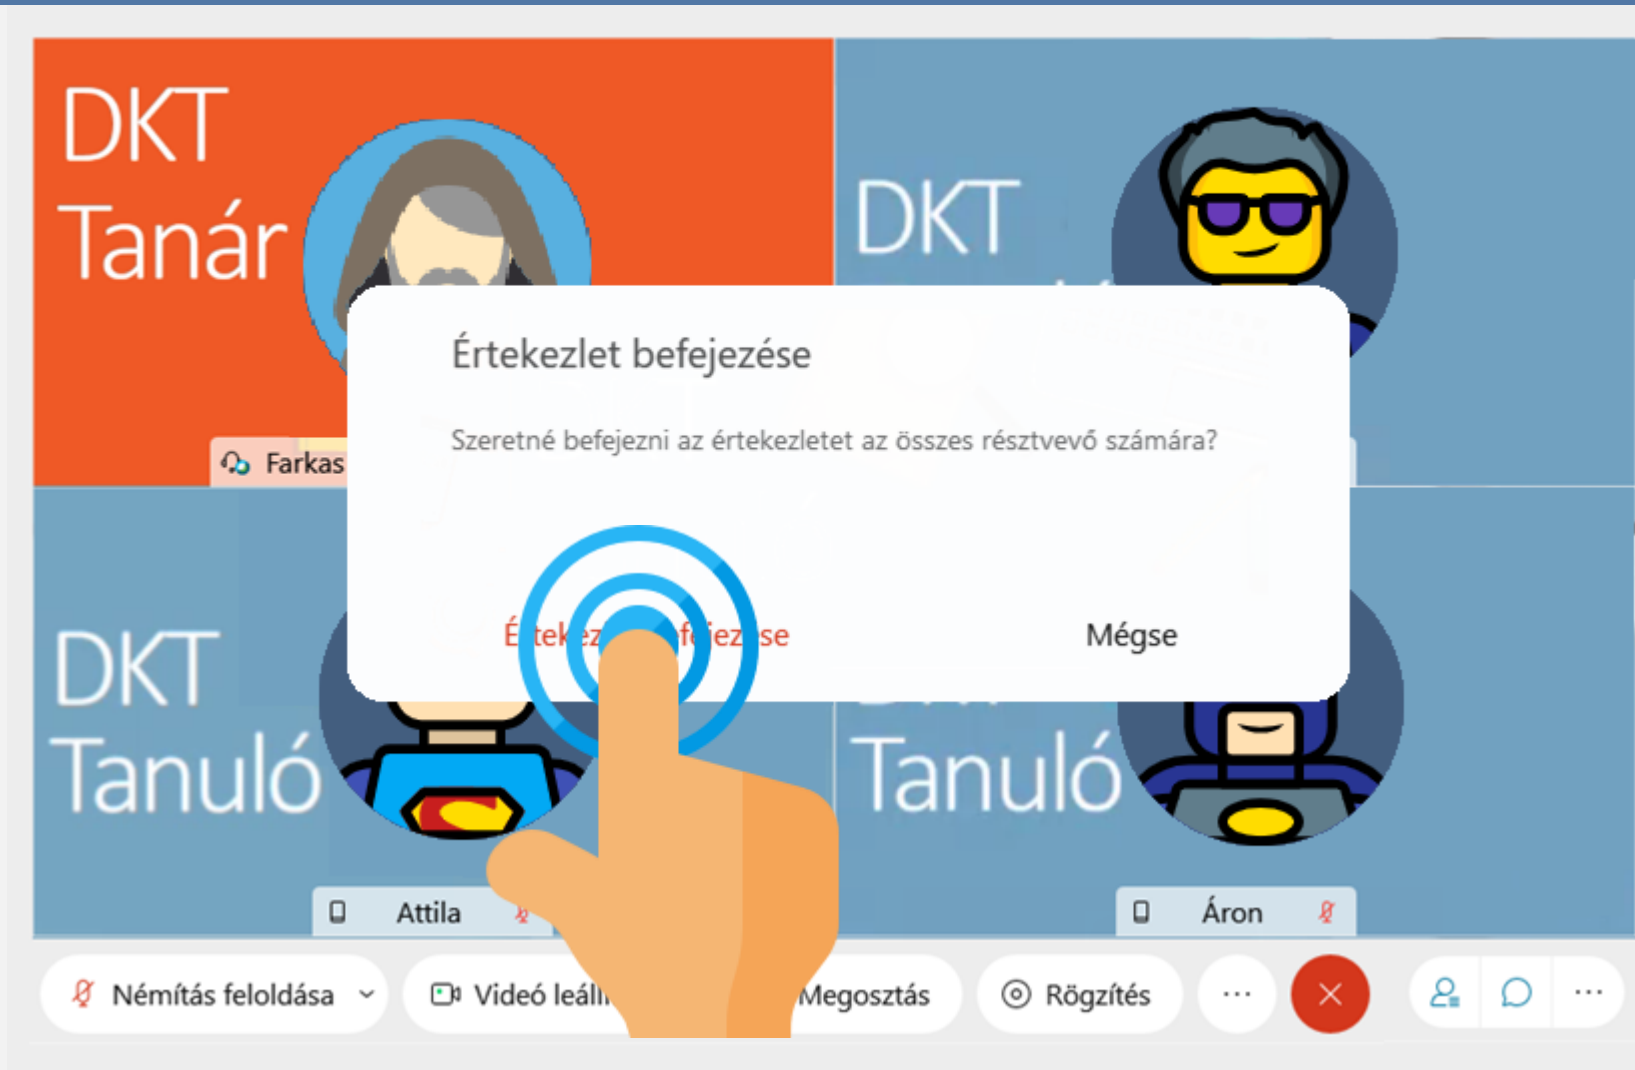 DKT
Tanár
DKT
Értekezlet befejezése
Szeretné befejezni az értekezletet az összes résztvevő számára?
Farkas
Mégse
DKT
Tanuló
Tanuló
Attila
Áron
Némítás feloldása
Videó
Megosztás
Rögzítés